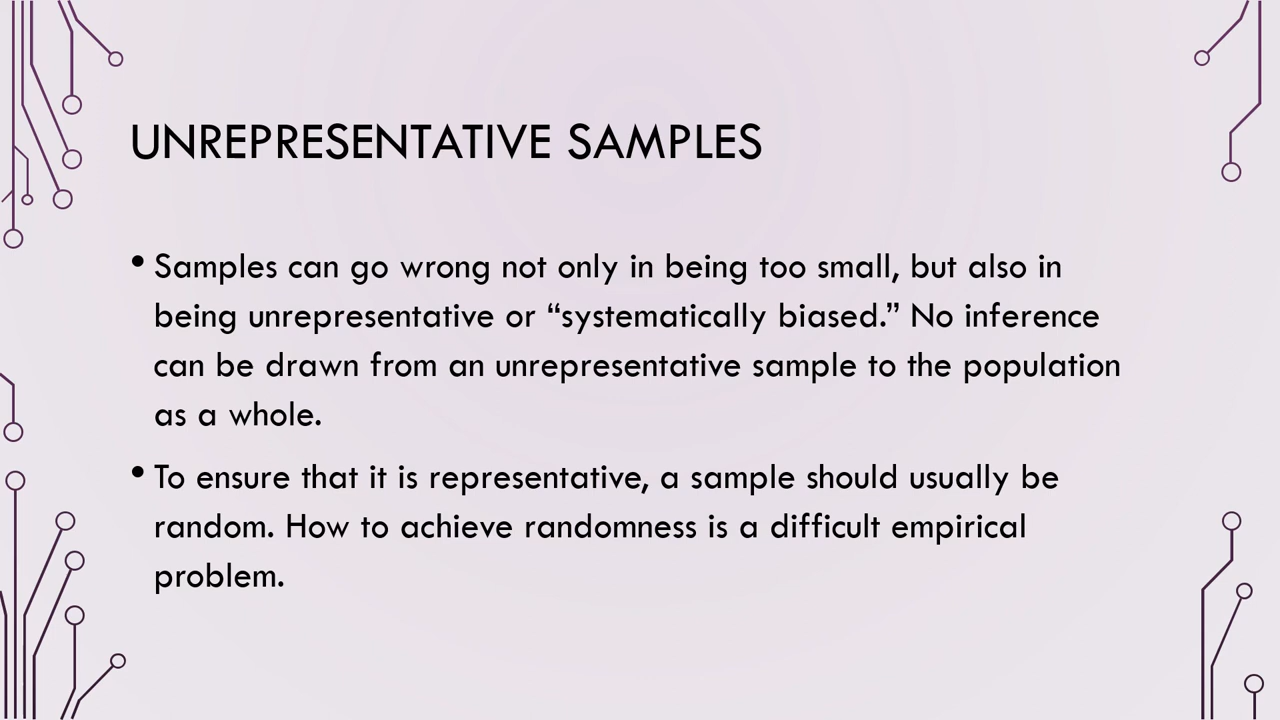 UNREPRESENTATIVE SAMPLES
• Samples can go wrong not only in being too small, but also in
being unrepresentative or “systematically biased.” No inference
can be drawn from an unrepresentative sample to the population
as a whole.
• To ensure that it is representative, a sample should usually be
random. How to achieve randomness is a difficult empirical
problem.